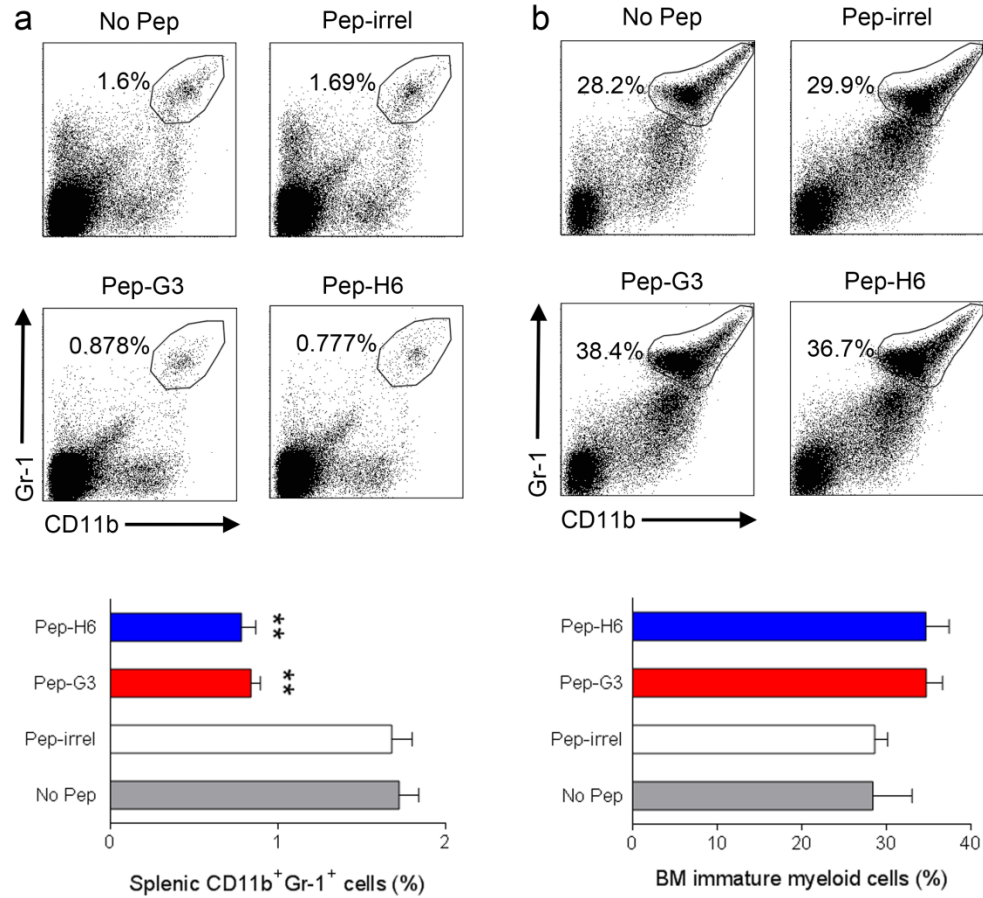 a
No Pep
Pep-irrel
1.6%
1.69%
Pep-G3
Pep-H6
0.878%
0.777%
Gr-1
CD11b
Pep-H6
**
Pep-G3
**
Pep-irrel
No Pep
0
1
2
Splenic CD11b+Gr-1+ cells (%)
b
No Pep
Pep-irrel
28.2%
29.9%
Pep-G3
Pep-H6
38.4%
36.7%
Gr-1
CD11b
Pep-H6
Pep-G3
Pep-irrel
No Pep
0
10
20
30
40
BM immature myeloid cells (%)